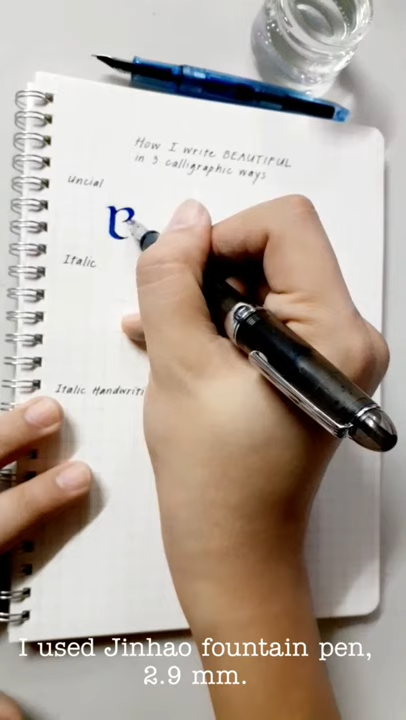 How I write BEAUTIFUL
in 3 calligraphic ways
Uncial
B
Italic
Italic Handwriti
I used Jinhao fountain pen,
2.9 mm.